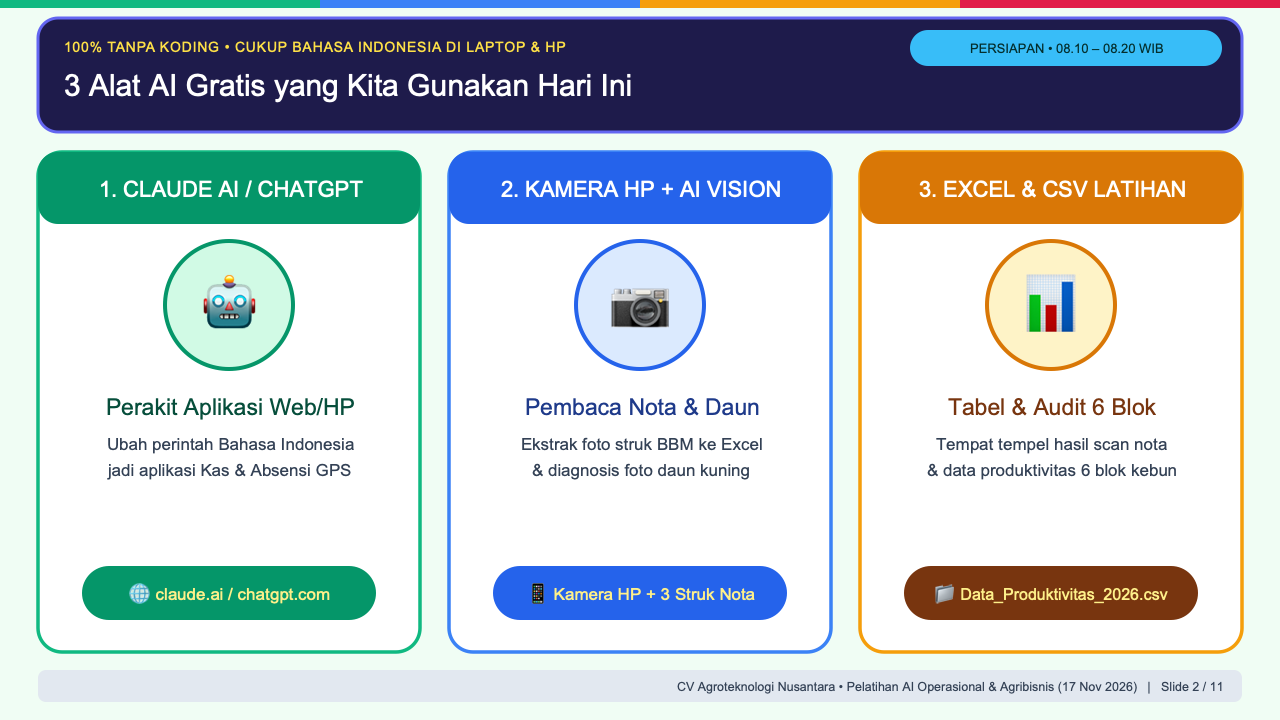 100% TANPA KODING • CUKUP BAHASA INDONESIA DI LAPTOP & HP
PERSIAPAN • 08.10 – 08.20 WIB
3 Alat AI Gratis yang Kita Gunakan Hari Ini
1. CLAUDE AI / CHATGPT
Perakit Aplikasi Web/HP
Ubah perintah Bahasa Indonesia
jadi aplikasi Kas & Absensi GPS
🌐 claude.ai / chatgpt.com
2. KAMERA HP + AI VISION
Pembaca Nota & Daun
Ekstrak foto struk BBM ke Excel
& diagnosis foto daun kuning
📱 Kamera HP + 3 Struk Nota
3. EXCEL & CSV LATIHAN
Tabel & Audit 6 Blok
Tempat tempel hasil scan nota
& data produktivitas 6 blok kebun
📁 Data_Produktivitas_2026.csv
CV Agroteknologi Nusantara • Pelatihan AI Operasional & Agribisnis (17 Nov 2026) | Slide 2 / 11